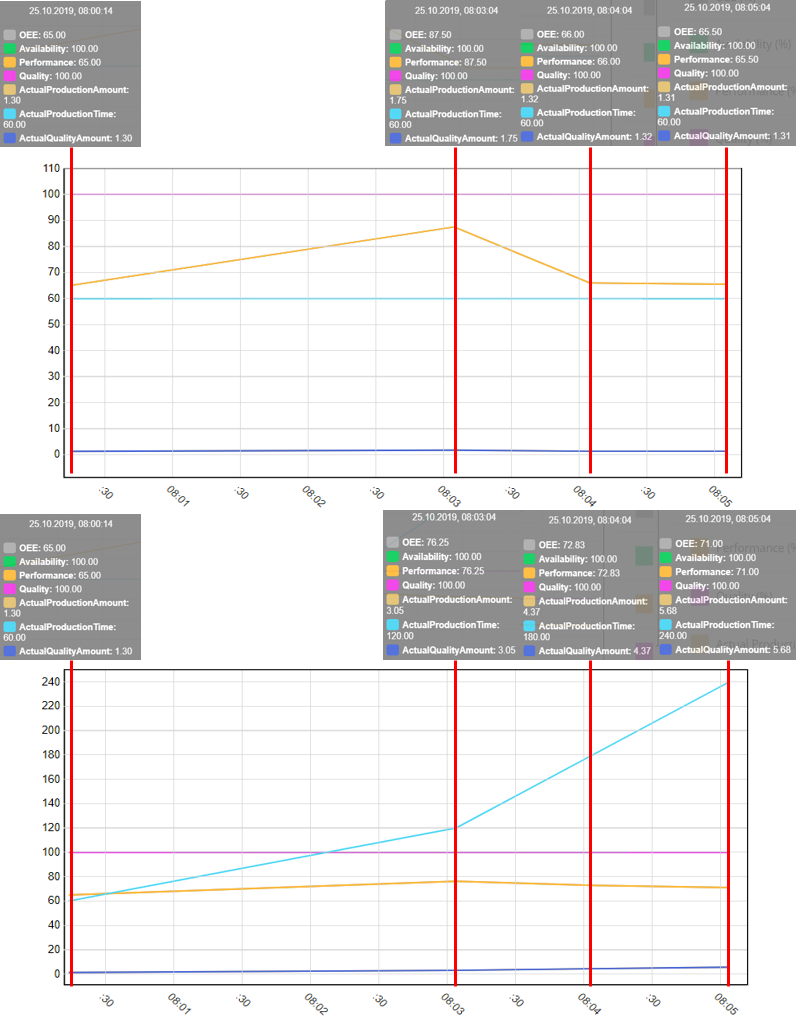 25.10.2019, 08:00:14
OEE: 65.00
Availability: 100.00
Performance: 65.00
Quality: 100.00
ActualProductionAmount:
1.30
ActualProductionTime:
60.00
ActualQualityAmount: 1.30
25.10.2019, 08:03:04
OEE: 87.50
Availability: 100.00
Performance: 87.50
Quality: 100.00
ActualProductionAmount:
1.75
ActualProductionTime:
60.00
ActualQualityAmount: 1.75
25.10.2019, 08:04:04
OEE: 66.00
Availability: 100.00
Performance: 66.00
Quality: 100.00
ActualProductionAmount:
1.32
ActualProductionTime:
60.00
ActualQualityAmount: 1.32
25.10.2019, 08:05:04
OEE: 65.50
Availability: 100.00
Performance: 65.50
Quality: 100.00
ActualProductionAmount:
1.31
ActualProductionTime:
60.00
ActualQualityAmount: 1.31
110
100
90
80
70
60
50
40
30
20
10
0
:30
08:01
:30
08:02
:30
08:03
:30
08:04
:30
08:05
25.10.2019, 08:00:14
OEE: 65.00
Availability: 100.00
Performance: 65.00
Quality: 100.00
ActualProductionAmount:
1.30
ActualProductionTime:
60.00
ActualQualityAmount: 1.30
25.10.2019, 08:03:04
OEE: 76.25
Availability: 100.00
Performance: 76.25
Quality: 100.00
ActualProductionAmount:
3.05
ActualProductionTime:
120.00
ActualQualityAmount: 3.05
25.10.2019, 08:04:04
OEE: 72.83
Availability: 100.00
Performance: 72.83
Quality: 100.00
ActualProductionAmount:
4.37
ActualProductionTime:
180.00
ActualQualityAmount: 4.37
25.10.2019, 08:05:04
OEE: 71.00
Availability: 100.00
Performance: 71.00
Quality: 100.00
ActualProductionAmount:
5.68
ActualProductionTime:
240.00
ActualQualityAmount: 5.68
240
220
200
180
160
140
120
100
80
60
40
20
0
:30
08:01
:30
08:02
:30
08:03
:30
08:04
:30
08:05